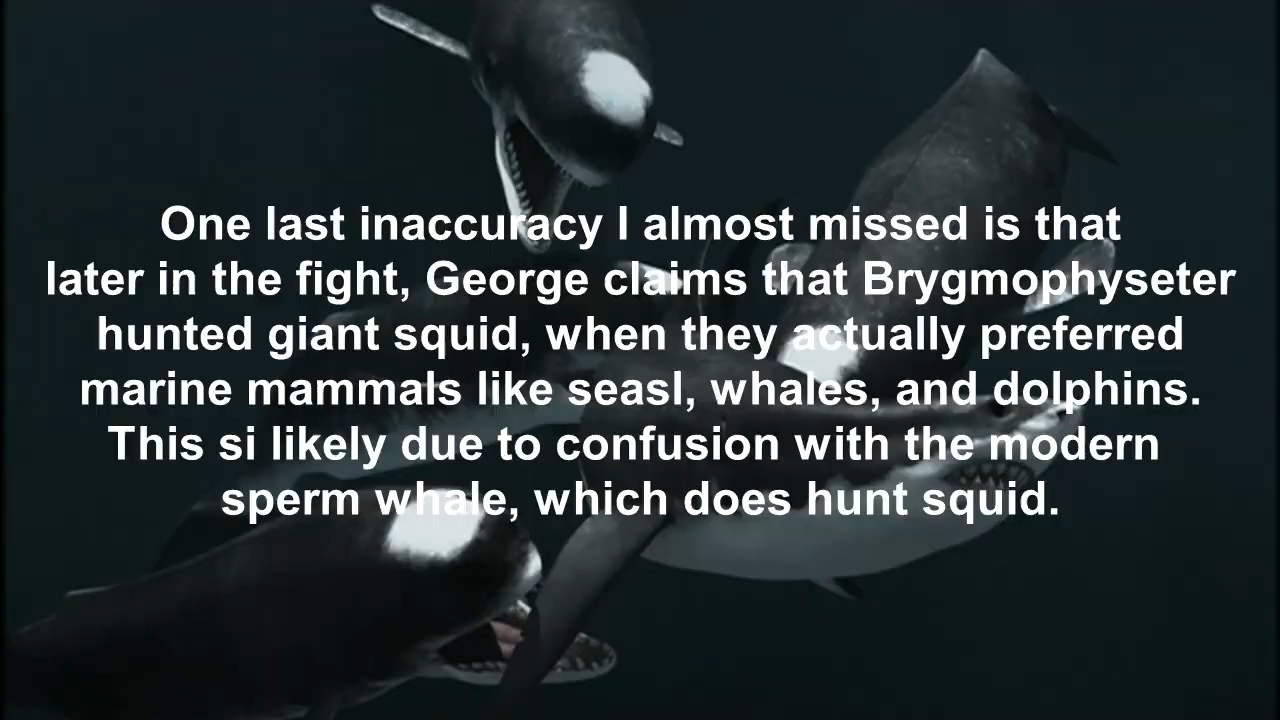 One last inaccuracy I almost missed is that
later in the fight, George claims that Brygmophyseter
hunted giant squid, when they actually preferred
marine mammals like seasl, whales, and dolphins.
This si likely due to confusion with the modern
sperm whale, which does hunt squid.